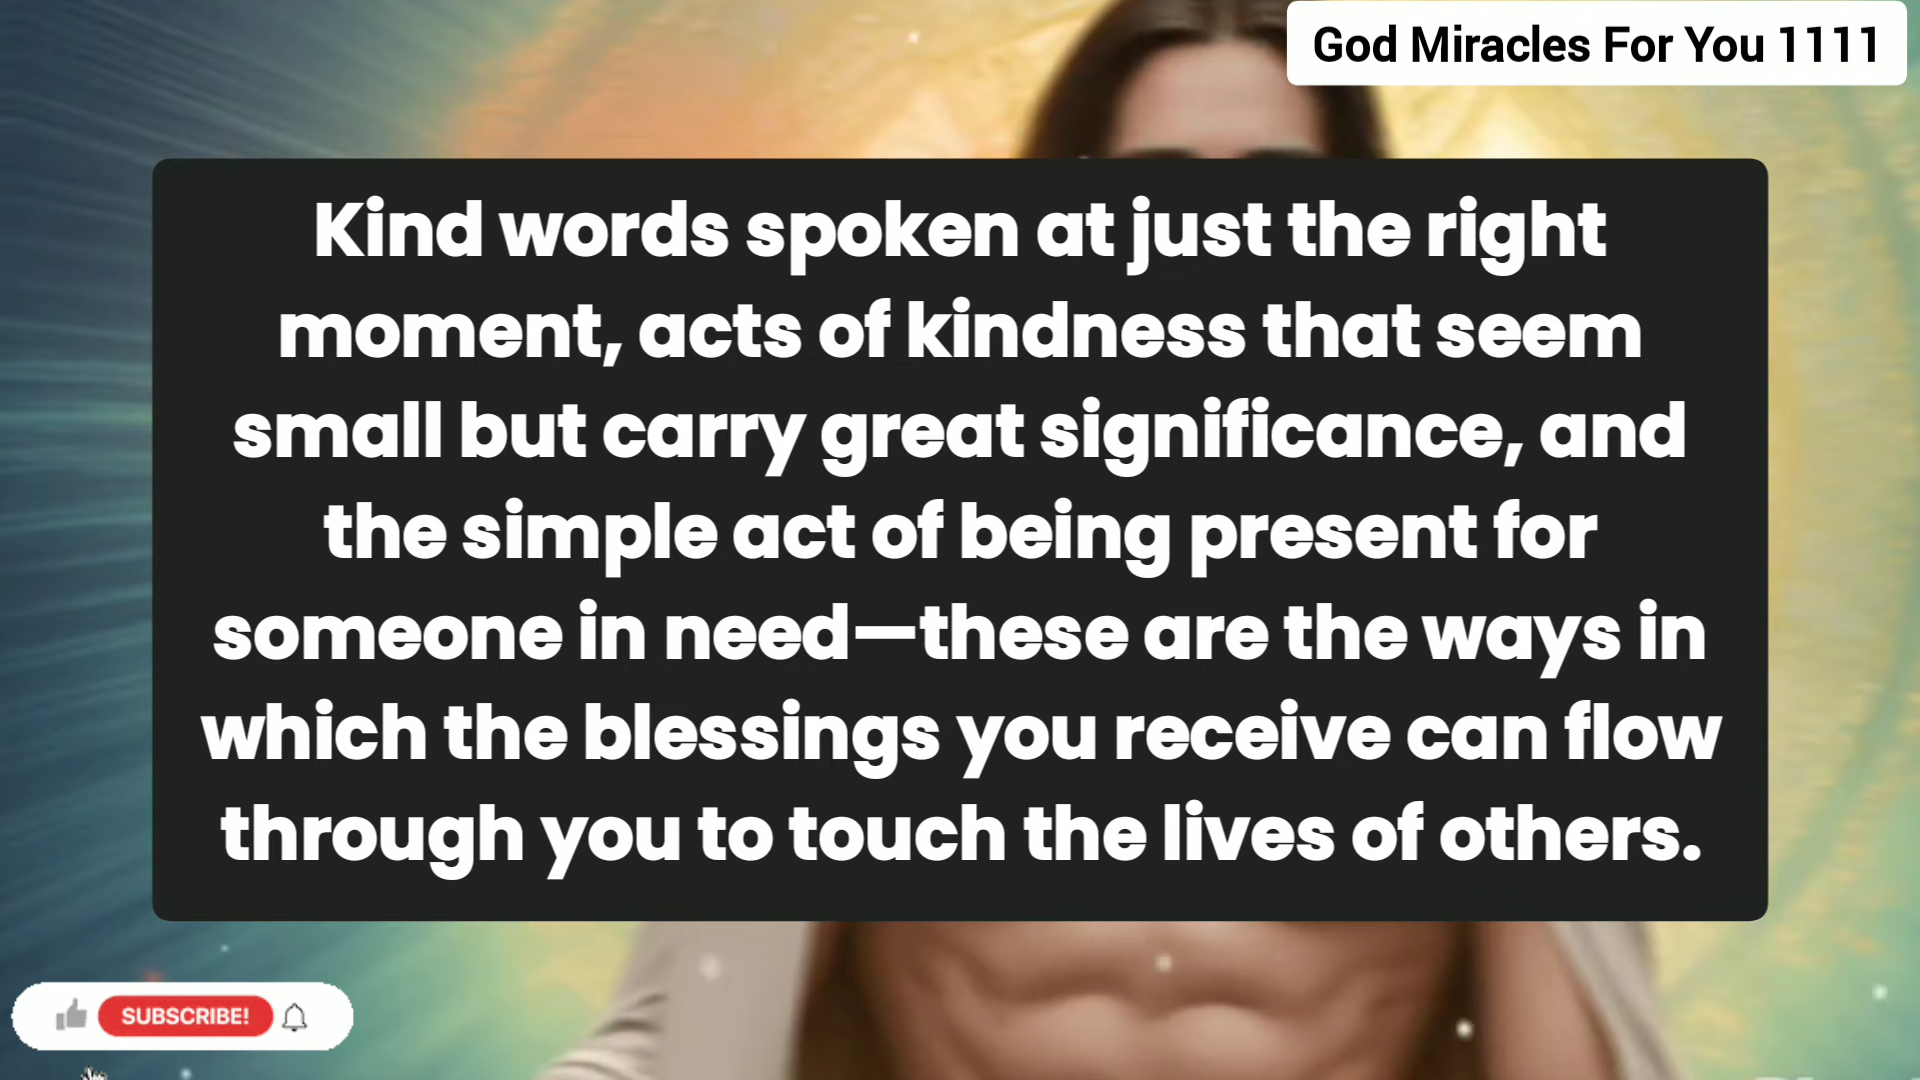 God Miracles For You 1111
Kind words spoken at just the right
moment, acts of kindness that seem
small but carry great significance, and
the simple act of being present for
someone in need—these are the ways in
which the blessings you receive can flow
through you to touch the lives of others.
SUBSCRIBE!